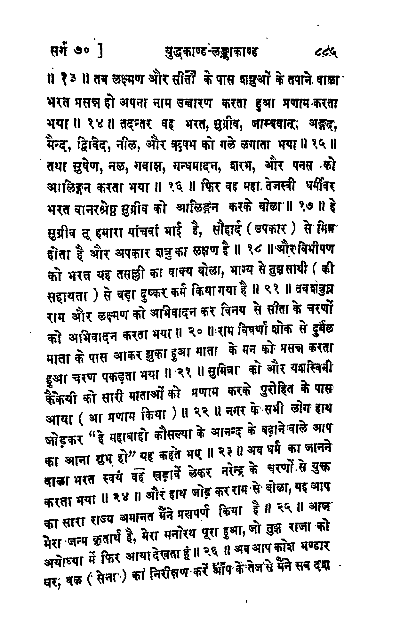 सर्ग ७० ] युद्धकाण्ड-लङ्काकाण्ड ८८५
॥ १३ ॥ तब लक्ष्मण और सीता के पास शत्रुओं के तपाने वाला
भरत प्रसन्न हो अपना नाम उच्चारण करता हुआ प्रणाम करता
भया ॥ १४ ॥ तदन्तर वह भरत, सुग्रीव, जाम्बवान्, अङ्गद,
मैन्द, द्विविद, नील, और ऋषभ को गले लगाता भया ॥ १५ ॥
तथा सुषेण, नल, गवाक्ष, गन्धमादन, शरभ, और पनस को
आलिङ्गन करता भया ॥ १६ ॥ फिर वह महा तेजस्वी धर्मीवर
भरत वानरश्रेष्ठ सुग्रीव को आलिङ्गन करके बोला ॥ १७ ॥ हे
सुग्रीव तू हमारा पांचवां भाई है, सौहार्द (उपकार) से मित्र
होता है और अपकार शत्रु का लक्षण है ॥ १८ ॥ और विभीषण
को भरत यह तसल्ली का वाक्य बोला, भाग्य से तुझ साथी (की
सहायता) से बड़ा दुष्कर कर्म किया गया है ॥ १९ ॥ तब शत्रुघ्न
राम और लक्ष्मण को अभिवादन कर विनय से सीता के चरणों
को अभिवादन करता भया ॥ २० ॥ राम विवर्णा शोक से दुर्बल
माता के पास आकर झुका हुआ माता के मन को प्रसन्न करता
हुआ चरण पकड़ता भया ॥ २१ ॥ सुमित्रा को और यशस्विनी
कैकेयी को सारी माताओं को प्रणाम करके पुरोहित के पास
आया (आ प्रणाम किया) ॥ २२ ॥ नगर के सभी लोग हाथ
जोड़कर "हे महाबाहो कौसल्या के आनन्द के बढ़ाने वाले आप
का आना शुभ हो" यह कहते भए ॥ २३ ॥ अब धर्म का जानने
वाला भरत स्वयं वह खड़ावें लेकर नरेन्द्र के चरणों से युक्त
करता भया ॥ २४ ॥ और हाथ जोड़ कर राम से बोला, यह आप
का सारा राज्य अमानत मैंने प्रत्यर्पण किया है ॥ २५ ॥ आज
मेरा जन्म कृतार्थ है, मेरा मनोरथ पूरा हुआ, जो तुझ राजा को
अयोध्या में फिर आया देखता हूं ॥ २६ ॥ अब आप कोश भण्डार
घर, बल (सेना) का निरीक्षण करें आप के तेज से मैंने सब दश